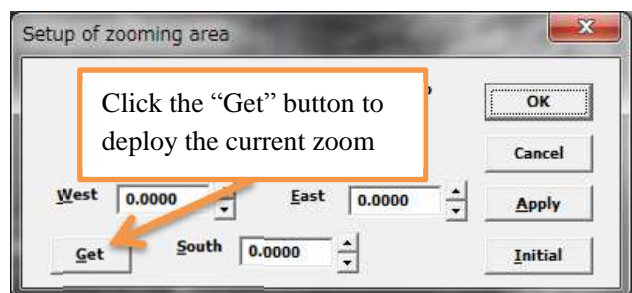 Setup of zooming area
Click the “Get” button to
deploy the current zoom
OK
Cancel
West 0.0000 East 0.0000 Apply
Get South 0.0000 Initial